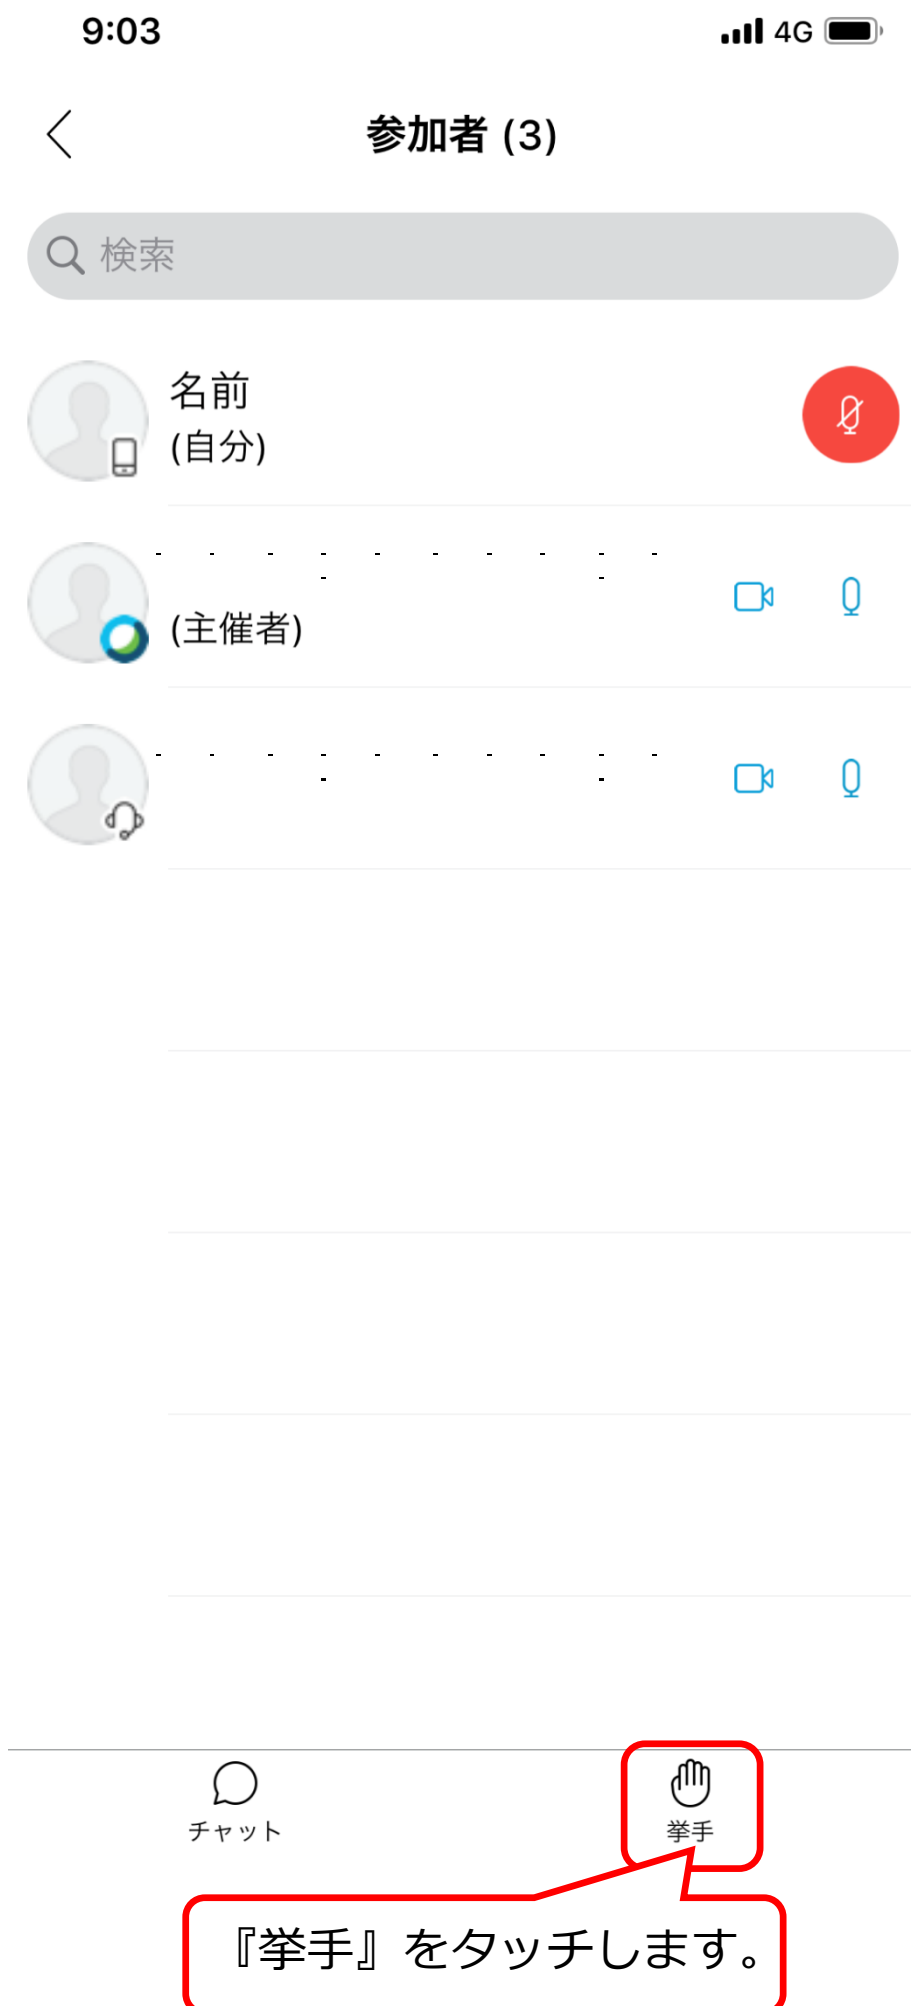 9:03
4G
参加者 (3)
検索
名前
(自分)
(主催者)
チャット
挙手
『挙手』をタッチします。